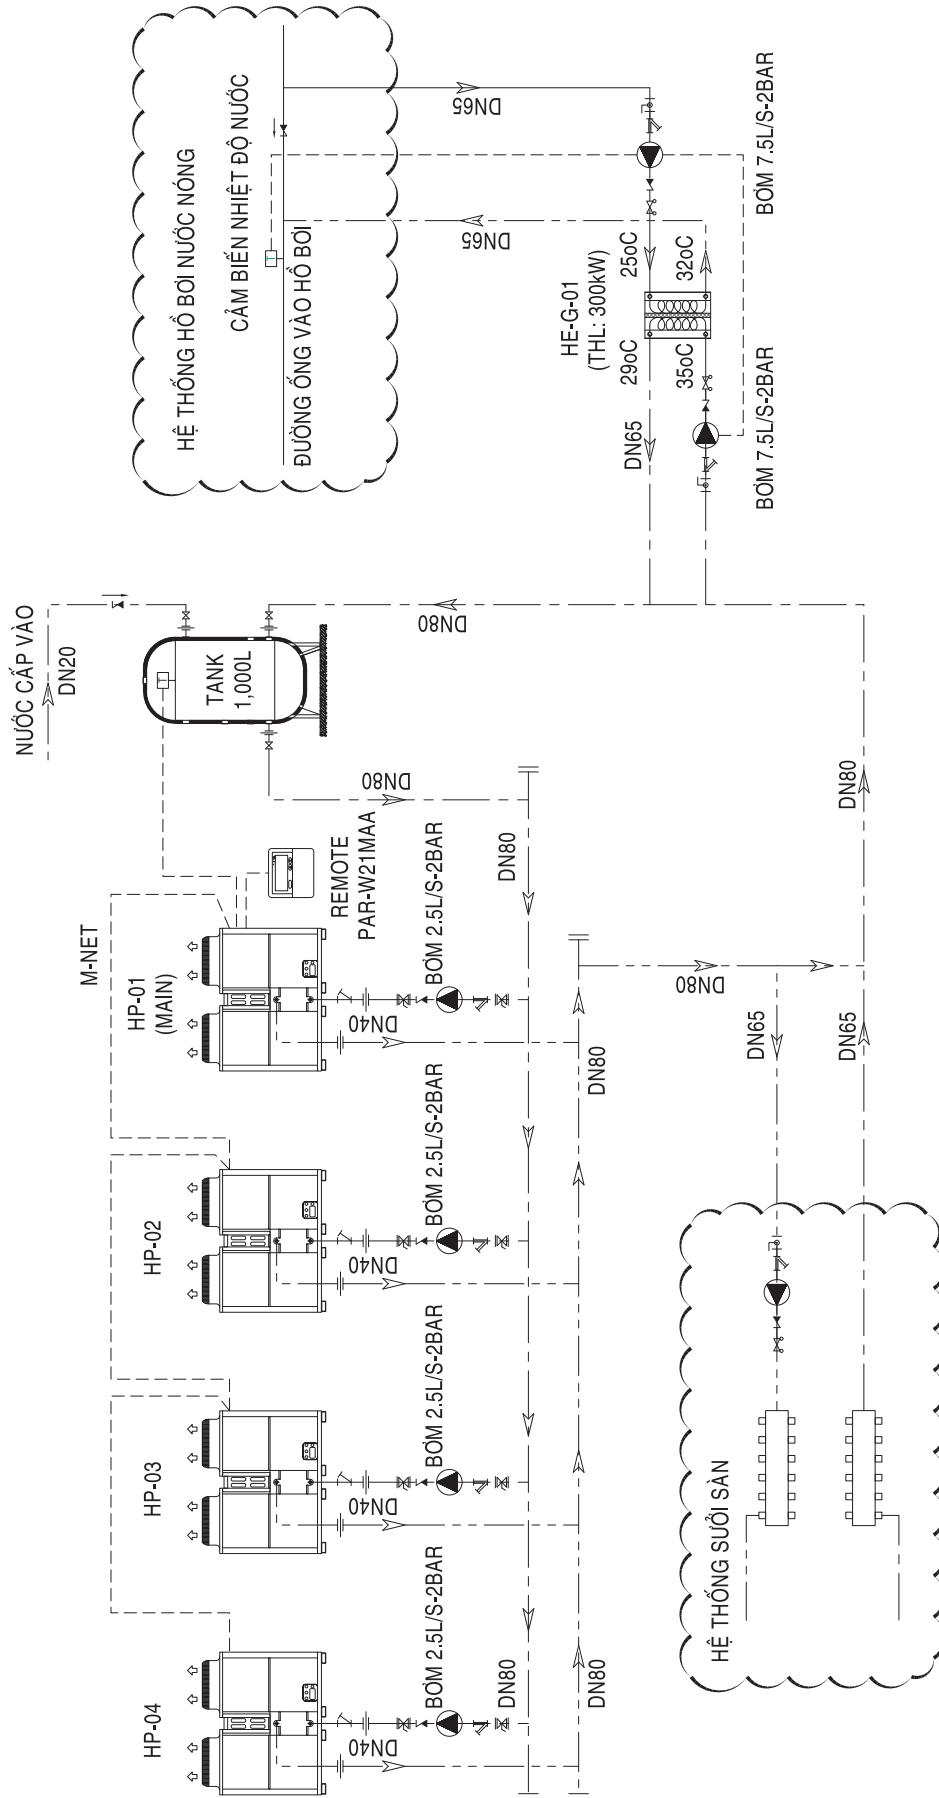 HP-04
HP-03
HP-02
HP-01
(MAIN)
M-NET
REMOTE
PAR-W21MAA
NƯỚC CẤP VÀO
DN20
TANK
1,000L
DN80
DN80
BƠM 2.5L/S-2BAR
BƠM 2.5L/S-2BAR
BƠM 2.5L/S-2BAR
BƠM 2.5L/S-2BAR
DN40
DN40
DN40
DN40
DN80
DN80
DN80
DN80
DN80
HỆ THỐNG HỒ BƠI NƯỚC NÓNG
CẢM BIẾN NHIỆT ĐỘ NƯỚC
T
ĐƯỜNG ỐNG VÀO HỒ BƠI
DN65
DN65
HE-G-01
(THL: 300kW)
29oC
25oC
35oC
32oC
DN65
BƠM 7.5L/S-2BAR
BƠM 7.5L/S-2BAR
HỆ THỐNG SƯỞI SÀN
DN65
DN65
DN80